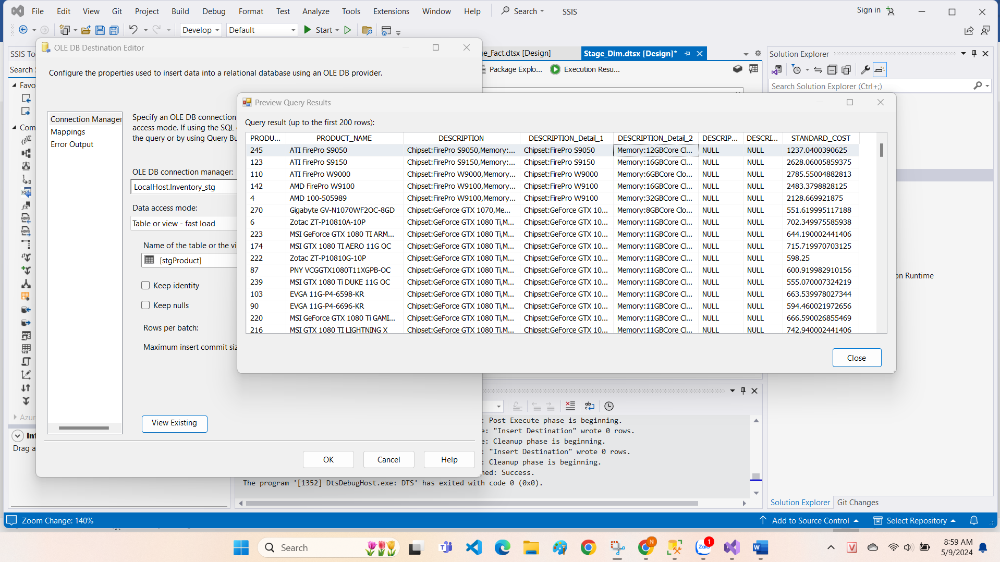 File Edit View Git Project Build Debug Format Test Analyze Tools Extensions Window Help Search SSIS Sign in
Develop Default Start
SSIS To
OLE DB Destination Editor
e_Fact.dtsx [Design]
Stage_Dim.dtsx [Design]*
Solution Explorer
Search S
Configure the properties used to insert data into a relational database using an OLE DB provider.
Package Explo...
Execution Resu...
Search Solution Explorer (Ctrl+;)
Favo
Com
Azur
Inf
Drag a
Connection Manager
Mappings
Error Output
Specify an OLE DB connection
access mode. If using the SQL
the query or by using Query Bu
OLE DB connection manager:
LocalHost.Inventory_stg
Data access mode:
Table or view - fast load
Name of the table or the vi
[stgProduct]
Keep identity
Keep nulls
Rows per batch:
Maximum insert commit siz
View Existing
OK Cancel Help
Preview Query Results
Query result (up to the first 200 rows):
PRODU... PRODUCT_NAME DESCRIPTION DESCRIPTION_Detail_1 DESCRIPTION_Detail_2 DESCRIP... DESCRI... STANDARD_COST
245 ATI FirePro S9050 Chipset:FirePro S9050,Memory:... Chipset:FirePro S9050 Memory:12GBCore Cl... NULL NULL 1237.0400390625
123 ATI FirePro S9150 Chipset:FirePro S9150,Memory:... Chipset:FirePro S9150 Memory:16GBCore Cl... NULL NULL 2628.06005859375
110 ATI FirePro W9000 Chipset:FirePro W9000,Memory... Chipset:FirePro W9000 Memory:6GBCore Clo... NULL NULL 2785.55004882813
142 AMD FirePro W9100 Chipset:FirePro W9100,Memory... Chipset:FirePro W9100 Memory:16GBCore Cl... NULL NULL 2483.3798828125
4 AMD 100-505989 Chipset:FirePro W9100,Memory... Chipset:FirePro W9100 Memory:32GBCore Cl... NULL NULL 2128.669921875
270 Gigabyte GV-N1070WF2OC-8GD Chipset:GeForce GTX 1070,Me... Chipset:GeForce GTX 10... Memory:8GBCore Clo... NULL NULL 551.619995117188
6 Zotac ZT-P10810A-10P Chipset:GeForce GTX 1080 Ti,M... Chipset:GeForce GTX 10... Memory:11GBCore Cl... NULL NULL 702.349975585938
223 MSI GeForce GTX 1080 TI ARM... Chipset:GeForce GTX 1080 Ti,M... Chipset:GeForce GTX 10... Memory:11GBCore Cl... NULL NULL 644.190002441406
174 MSI GTX 1080 TI AERO 11G OC Chipset:GeForce GTX 1080 Ti,M... Chipset:GeForce GTX 10... Memory:11GBCore Cl... NULL NULL 715.719970703125
222 Zotac ZT-P10810G-10P Chipset:GeForce GTX 1080 Ti,M... Chipset:GeForce GTX 10... Memory:11GBCore Cl... NULL NULL 598.25
87 PNY VCGGTX1080T11XGPB-OC Chipset:GeForce GTX 1080 Ti,M... Chipset:GeForce GTX 10... Memory:11GBCore Cl... NULL NULL 600.919982910156
239 MSI GTX 1080 Ti DUKE 11G OC Chipset:GeForce GTX 1080 Ti,M... Chipset:GeForce GTX 10... Memory:11GBCore Cl... NULL NULL 555.070007324219
103 EVGA 11G-P4-6598-KR Chipset:GeForce GTX 1080 Ti,M... Chipset:GeForce GTX 10... Memory:11GBCore Cl... NULL NULL 663.539978027344
90 EVGA 11G-P4-6696-KR Chipset:GeForce GTX 1080 Ti,M... Chipset:GeForce GTX 10... Memory:11GBCore Cl... NULL NULL 594.460021972656
220 MSI GeForce GTX 1080 Ti GAMI... Chipset:GeForce GTX 1080 Ti,M... Chipset:GeForce GTX 10... Memory:11GBCore Cl... NULL NULL 666.590026855469
216 MSI GTX 1080 TI LIGHTNING X Chipset:GeForce GTX 1080 Ti,M... Chipset:GeForce GTX 10... Memory:11GBCore Cl... NULL NULL 742.940002441406
Close
on Runtime
: Post Execute phase is beginning.
e: "Insert Destination" wrote 0 rows.
e: Cleanup phase is beginning.
: "Insert Destination" wrote 0 rows.
: Cleanup phase is beginning.
ned: Success.
The program '[1352] DtsDebugHost.exe: DTS' has exited with code 0 (0x0).
Solution Explorer Git Changes
Zoom Change: 140%
Add to Source Control Select Repository
Search
Zalo
1
N
V
8:59 AM
5/9/2024